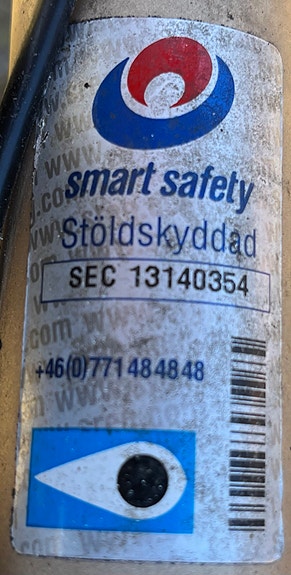 smart safety
Stöldskyddad
SEC 13140354
+46(0)771 48 48 48